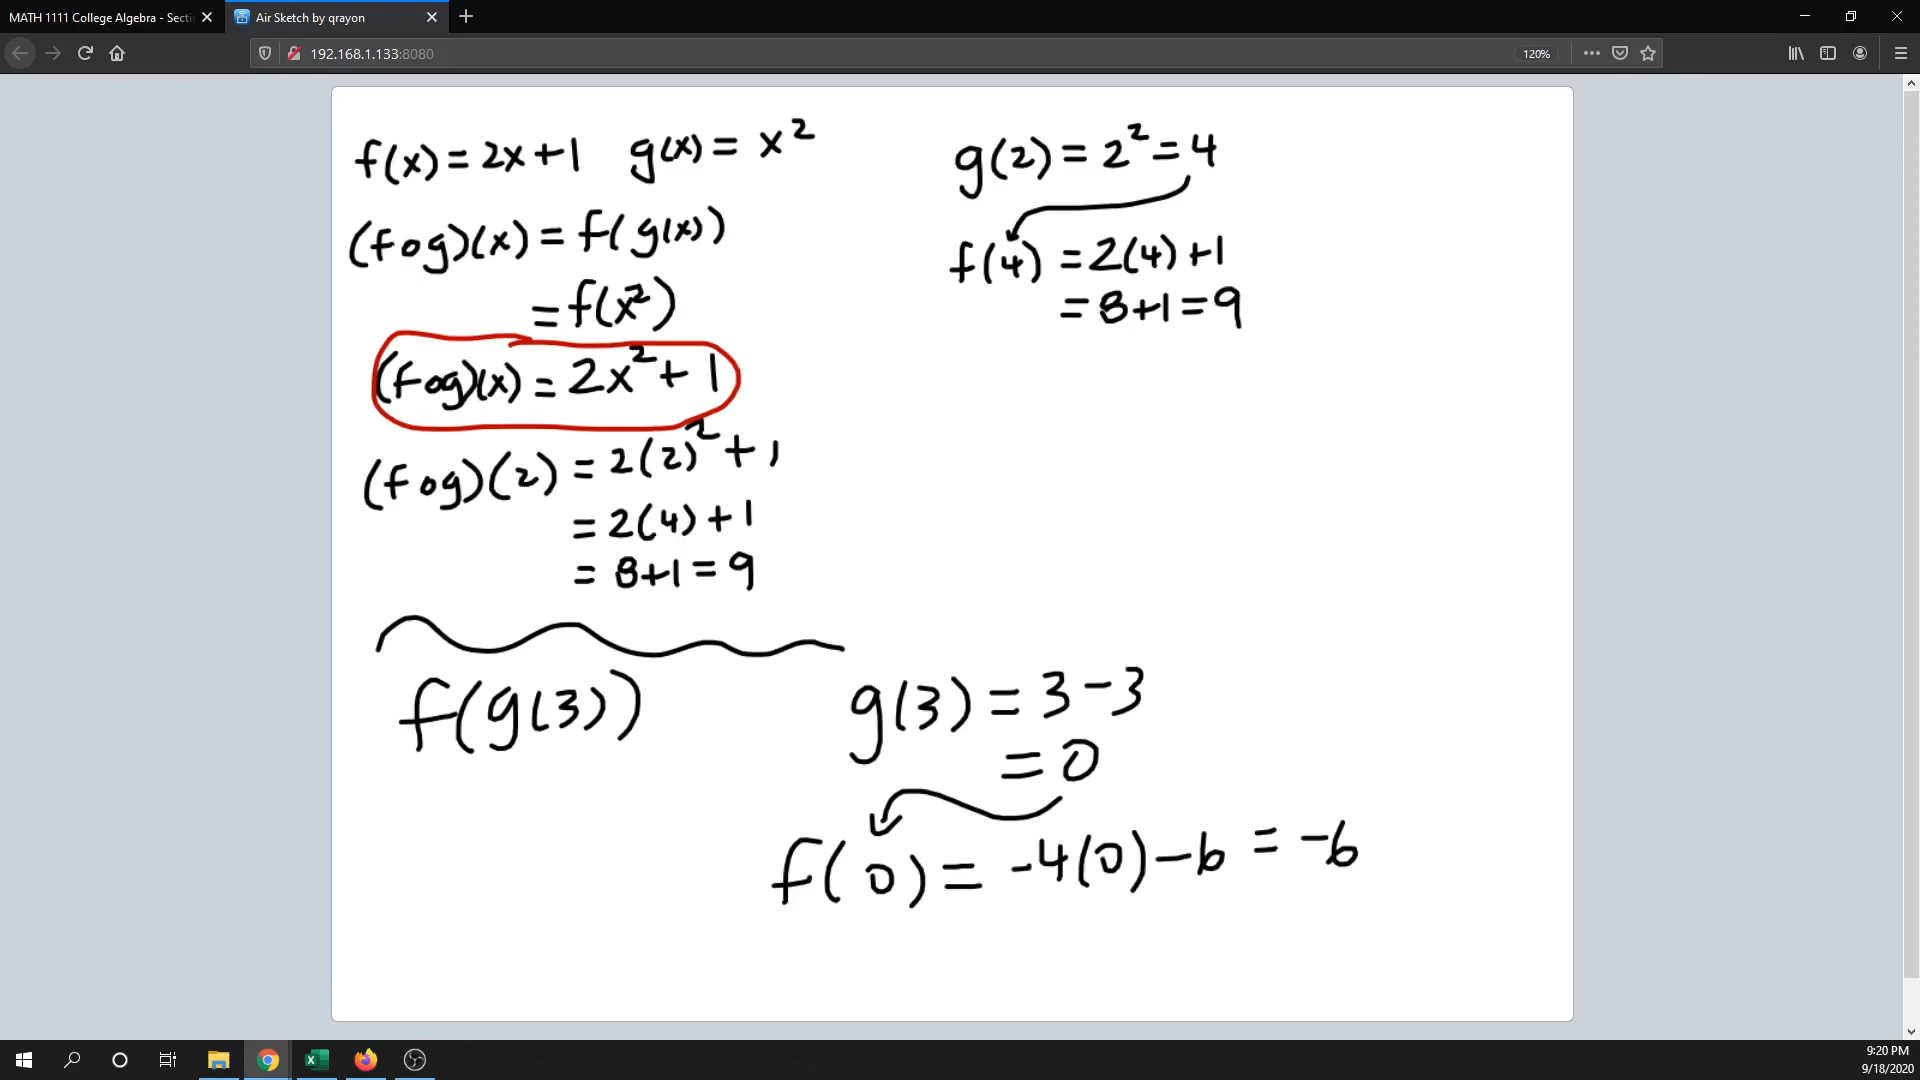 MATH 1111 College Algebra - Secti
Air Sketch by qrayon
192.168.1.133:8080
120%
f(x) = 2x+1 g(x) = x²
(fog)(x) = f(g(x))
= f(x²)
(fog)(x) = 2x²+1
(fog)(2) = 2(2)²+1
= 2(4)+1
= 8+1=9
g(2) = 2² = 4
f(4) = 2(4)+1
= 8+1=9
f(g(3))
g(3) = 3-3
= 0
f(0) = -4(0)-6 = -6
9:20 PM
9/18/2020